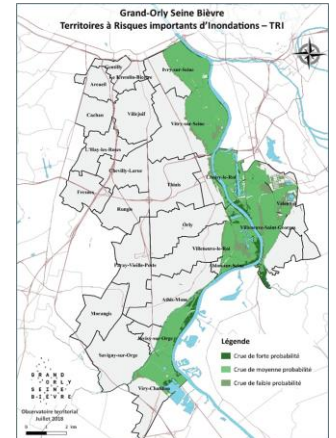 Grand-Orly Seine Bièvre
Territoires à Risques importants d'Inondations – TRI
Gentilly
Ivry-sur-Seine
Le Kremlin-Bicêtre
Arcueil
Cachan
Villejuif
Vitry-sur-Seine
L'Haÿ-les-Roses
Chevilly-Larue
Choisy-le-Roi
Fresnes
Thiais
Valenton
Rungis
Villeneuve-Saint-Georges
Orly
Villeneuve-le-Roi
Paray-Vieille-Poste
Ablon-sur-Seine
Athis-Mons
Morangis
Juvisy-sur-Orge
Savigny-sur-Orge
Viry-Chatillon
Légende
Crue de forte probabilité
Crue de moyenne probabilité
Crue de faible probabilité
GRAND
ORLY
SEINE
BIÈVRE
Observatoire territorial
Juillet 2018